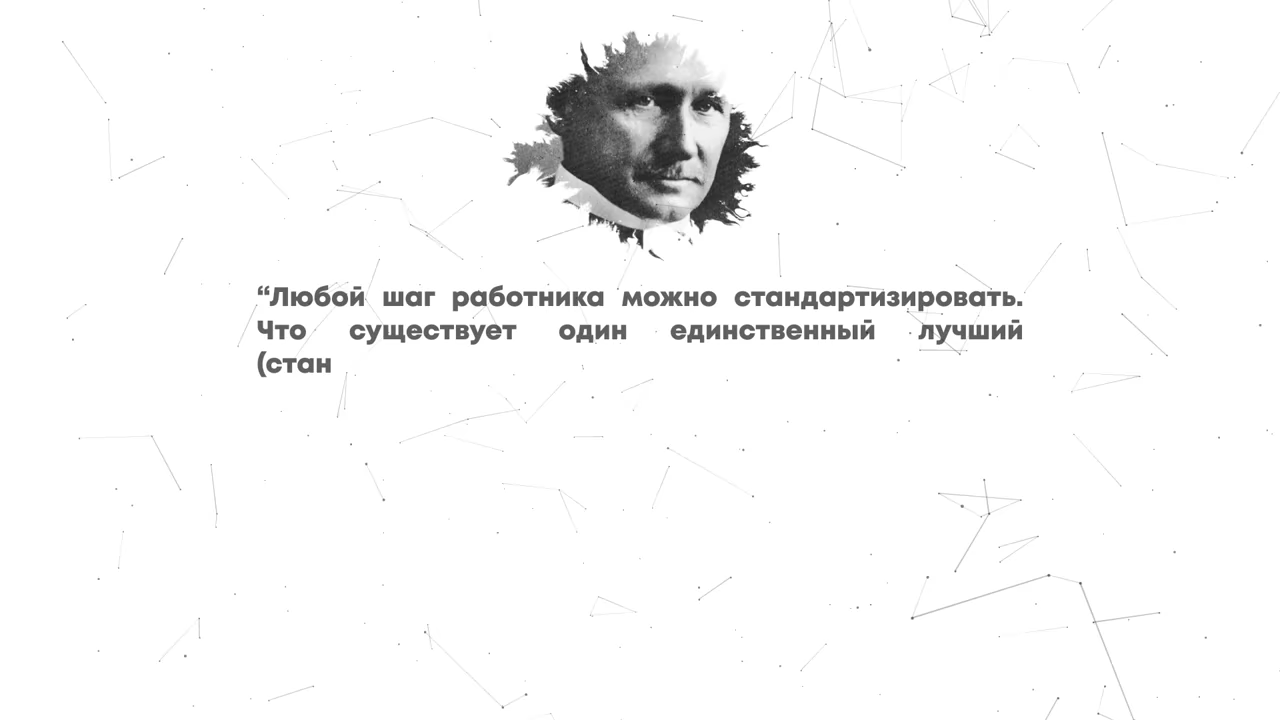 “Любой шаг работника можно стандартизировать.
Что существует один единственный лучший
(стан